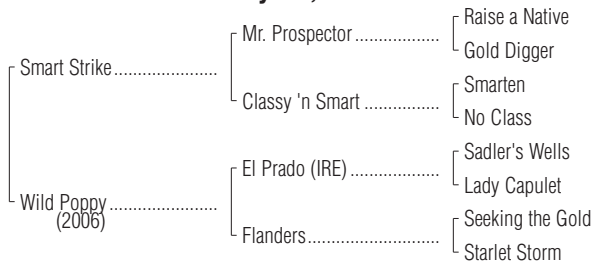 Raise a Native
Mr. Prospector..................
Gold Digger
Smart Strike......................
Smarten
Classy 'n Smart ................
No Class
Sadler's Wells
El Prado (IRE) ...................
Lady Capulet
Wild Poppy.......................
(2006)
Seeking the Gold
Flanders............................
Starlet Storm